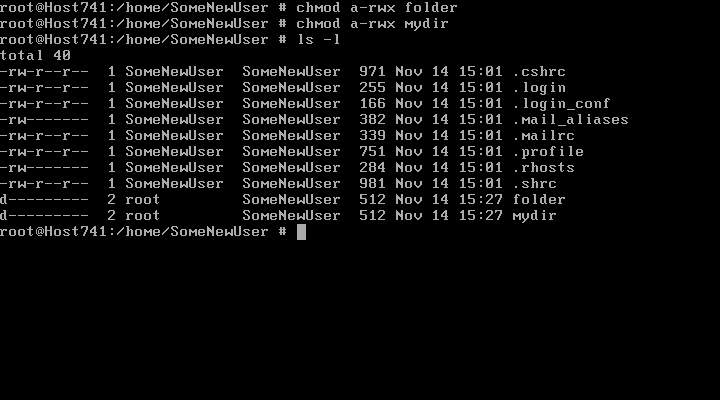 root@Host741:/home/SomeNewUser # chmod a-rwx folder
root@Host741:/home/SomeNewUser # chmod a-rwx mydir
root@Host741:/home/SomeNewUser # ls -l
total 40
-rw-r--r--  1 SomeNewUser  SomeNewUser  971 Nov 14 15:01 .cshrc
-rw-r--r--  1 SomeNewUser  SomeNewUser  255 Nov 14 15:01 .login
-rw-r--r--  1 SomeNewUser  SomeNewUser  166 Nov 14 15:01 .login_conf
-rw-------  1 SomeNewUser  SomeNewUser  382 Nov 14 15:01 .mail_aliases
-rw-r--r--  1 SomeNewUser  SomeNewUser  339 Nov 14 15:01 .mailrc
-rw-r--r--  1 SomeNewUser  SomeNewUser  751 Nov 14 15:01 .profile
-rw-------  1 SomeNewUser  SomeNewUser  284 Nov 14 15:01 .rhosts
-rw-r--r--  1 SomeNewUser  SomeNewUser  981 Nov 14 15:01 .shrc
d---------  2 root         SomeNewUser  512 Nov 14 15:27 folder
d---------  2 root         SomeNewUser  512 Nov 14 15:27 mydir
root@Host741:/home/SomeNewUser #